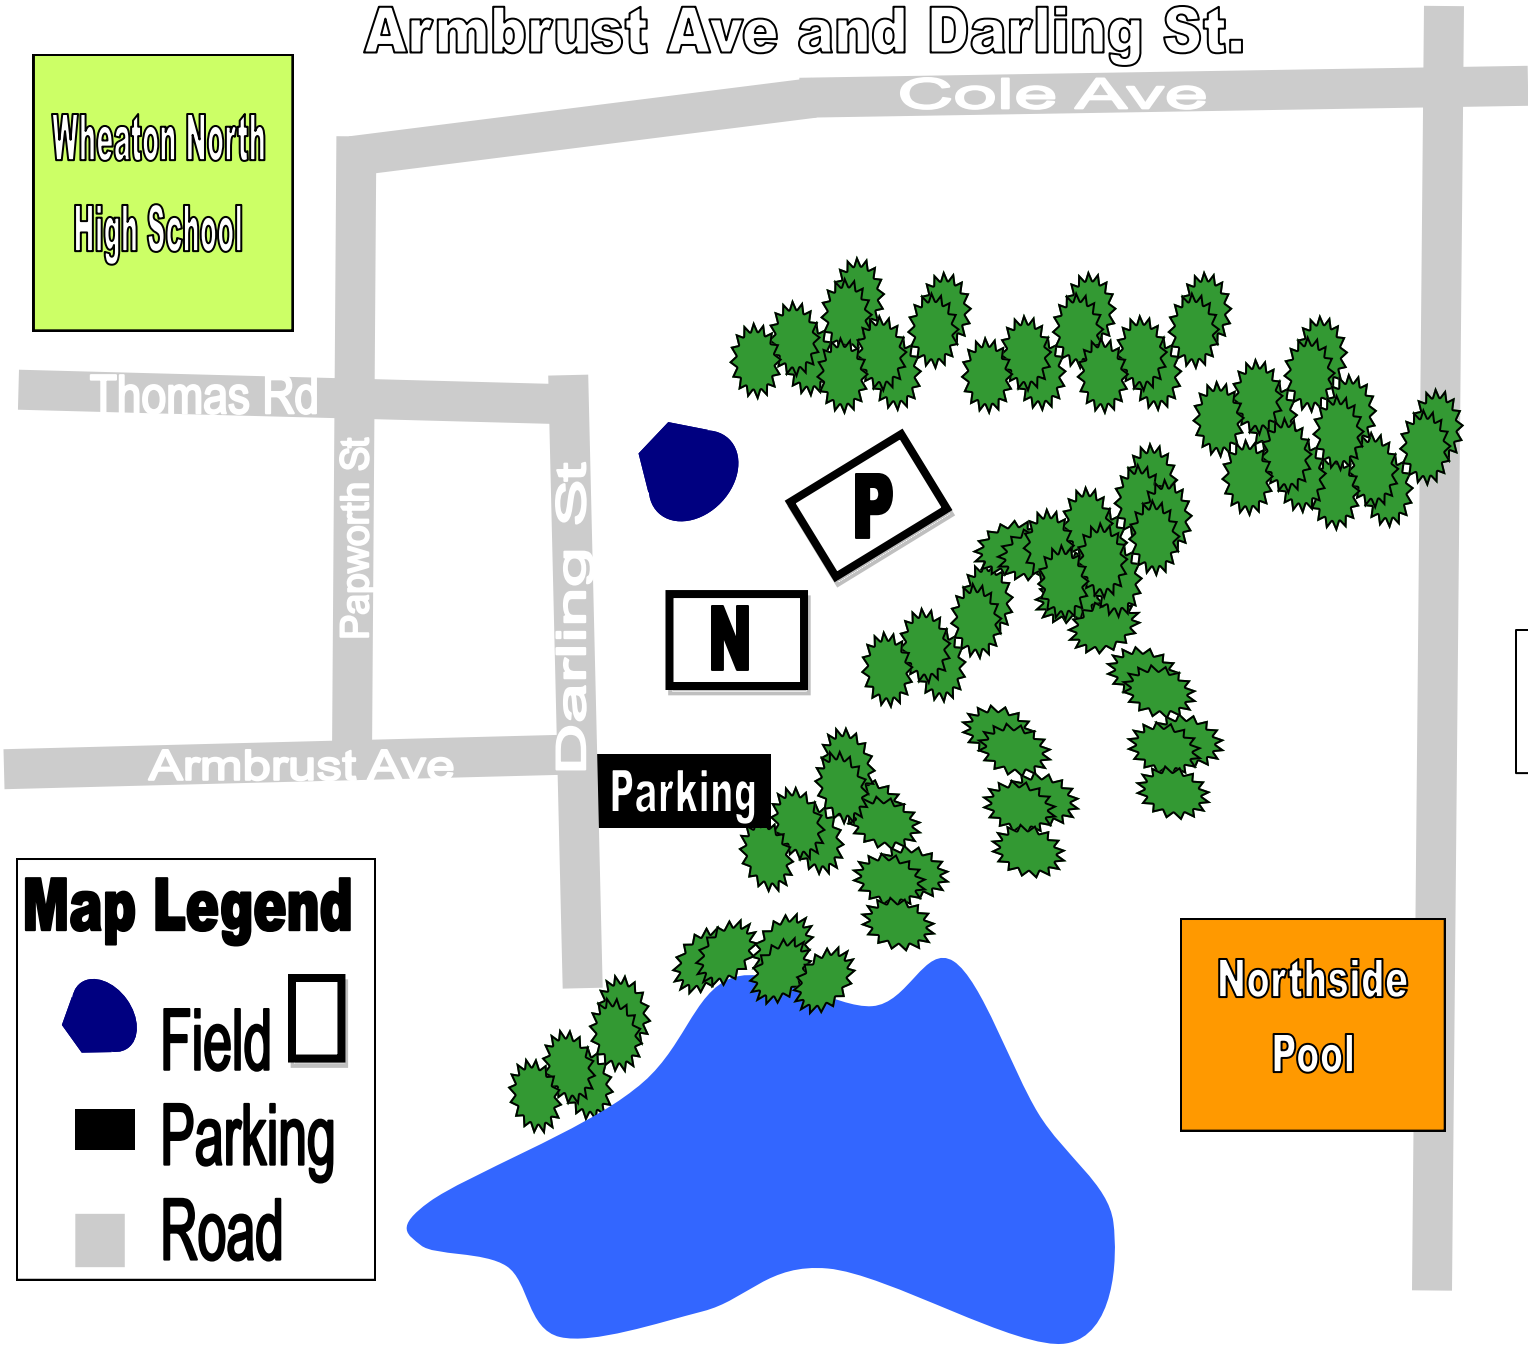 Armbrust Ave and Darling St.
Cole Ave
Wheaton North
High School
Thomas Rd
Papworth St
Darling St
P
N
Armbrust Ave
Parking
Map Legend
Field
Parking
Road
Northside
Pool